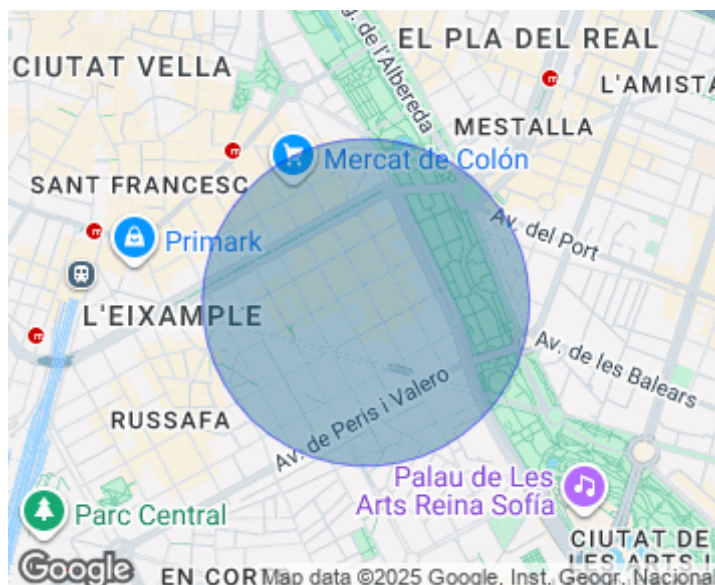 EL PLA DEL REAL
g. de l'Albereda
CIUTAT VELLA
L'AMISTA
MESTALLA
Mercat de Colón
SANT FRANCESC
Av. del Port
Primark
L'EIXAMPLE
Av. de les Balears
RUSSAFA
Av. de Peris i Valero
Palau de Les
Arts Reina Sofía
Parc Central
CIUTAT DE
LES ARTS I
EN COR
Google
Map data ©2025 Google, Inst. Geogr. Nacional